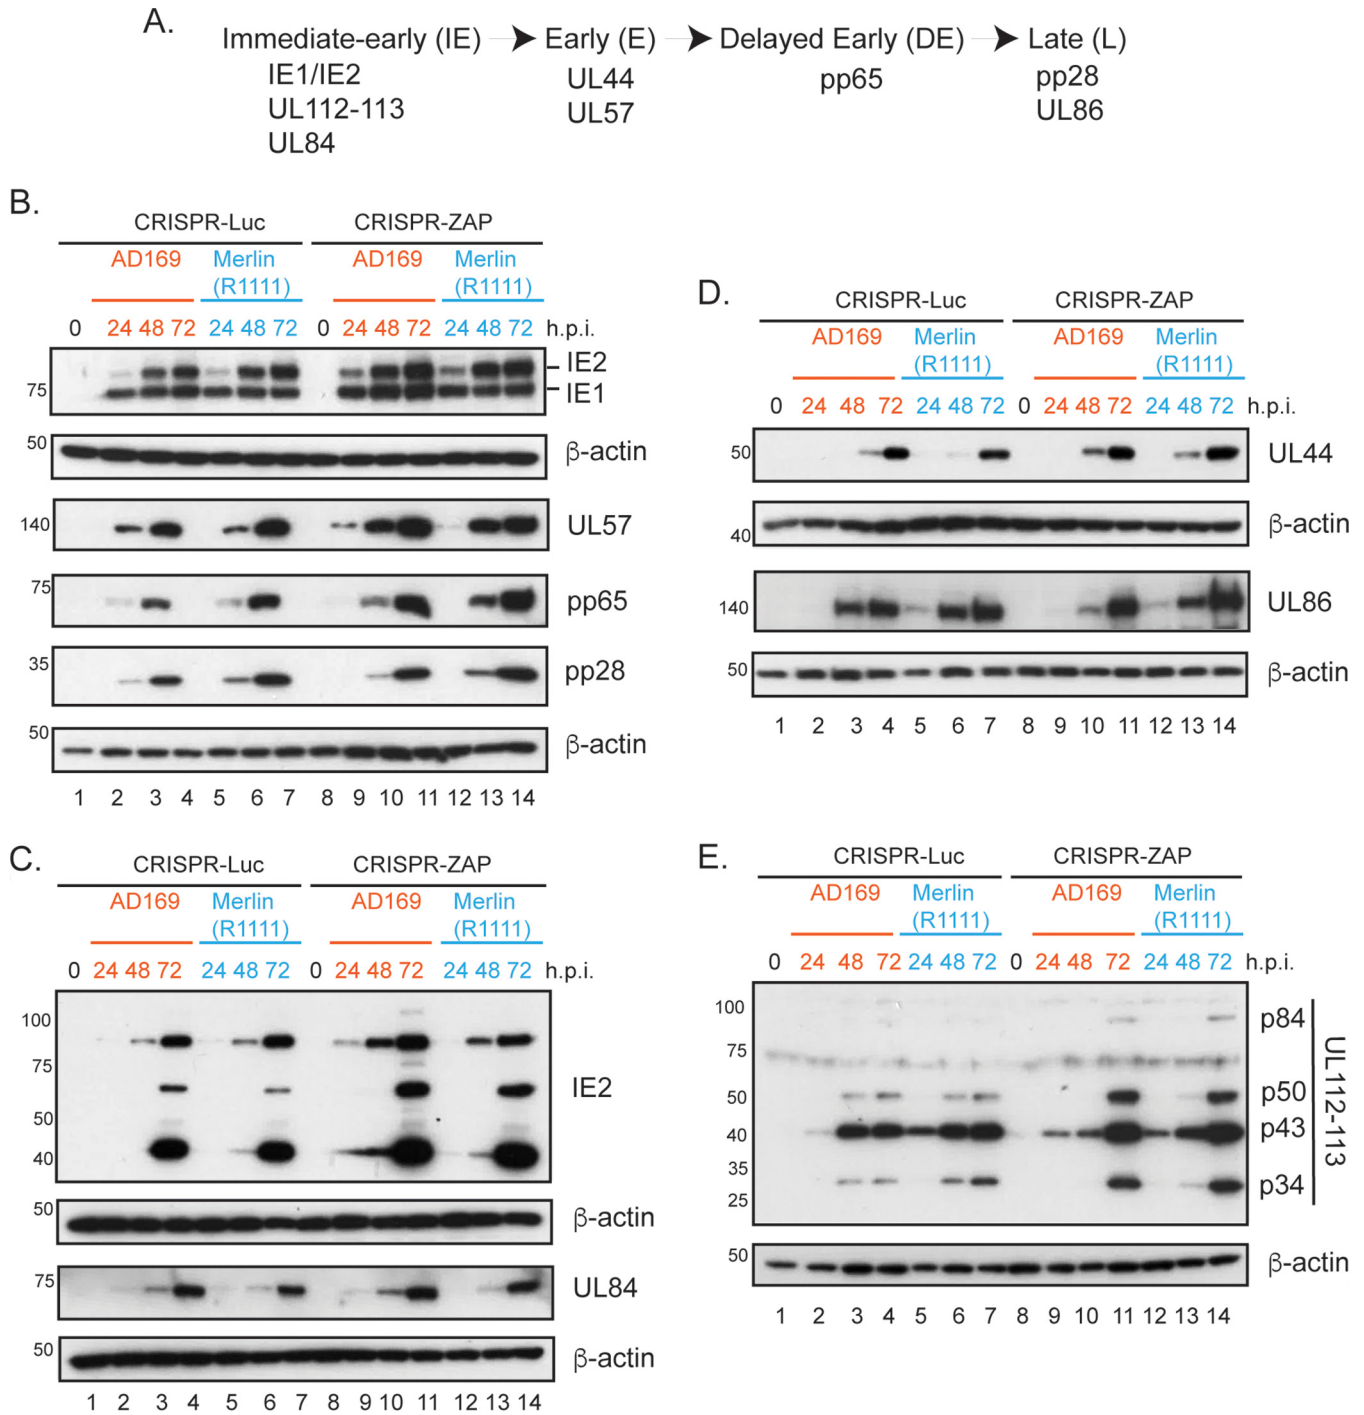 A.
Immediate-early (IE) Early (E) Delayed Early (DE) Late (L)
IE1/IE2 UL44 pp65 pp28
UL112-113 UL57 UL86
UL84
B.
CRISPR-Luc CRISPR-ZAP
AD169 Merlin (R1111) AD169 Merlin (R1111)
0 24 48 72 24 48 72 0 24 48 72 24 48 72 h.p.i.
IE2
75 IE1
50 β-actin
140 UL57
75 pp65
35 pp28
50 β-actin
1 2 3 4 5 6 7 8 9 10 11 12 13 14
C.
CRISPR-Luc CRISPR-ZAP
AD169 Merlin (R1111) AD169 Merlin (R1111)
0 24 48 72 24 48 72 0 24 48 72 24 48 72 h.p.i.
100
75
IE2
50
40
50 β-actin
75 UL84
50 β-actin
1 2 3 4 5 6 7 8 9 10 11 12 13 14
D.
CRISPR-Luc CRISPR-ZAP
AD169 Merlin (R1111) AD169 Merlin (R1111)
0 24 48 72 24 48 72 0 24 48 72 24 48 72 h.p.i.
50 UL44
40 β-actin
140 UL86
50 β-actin
1 2 3 4 5 6 7 8 9 10 11 12 13 14
E.
CRISPR-Luc CRISPR-ZAP
AD169 Merlin (R1111) AD169 Merlin (R1111)
0 24 48 72 24 48 72 0 24 48 72 24 48 72 h.p.i.
100 p84
75
50 p50
40 p43
35 p34
25
UL112-113
50 β-actin
1 2 3 4 5 6 7 8 9 10 11 12 13 14